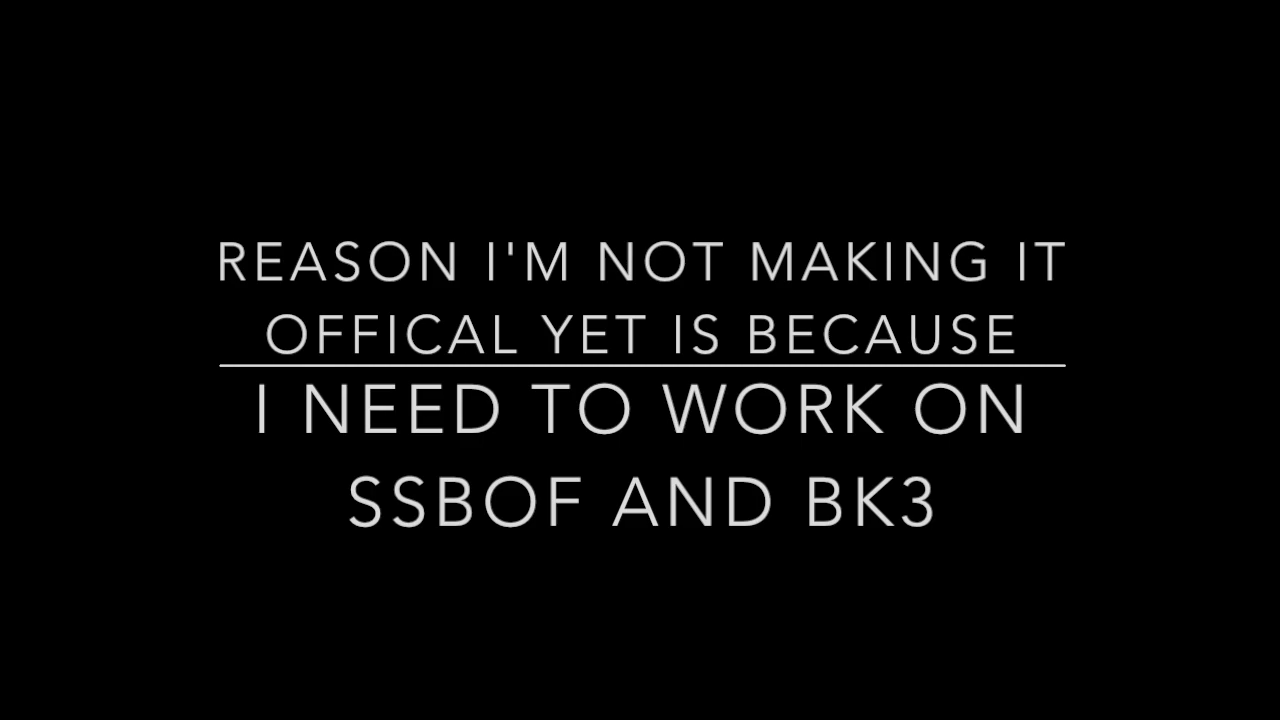 REASON I'M NOT MAKING IT
OFFICAL YET IS BECAUSE
I NEED TO WORK ON
SSBOF AND BK3